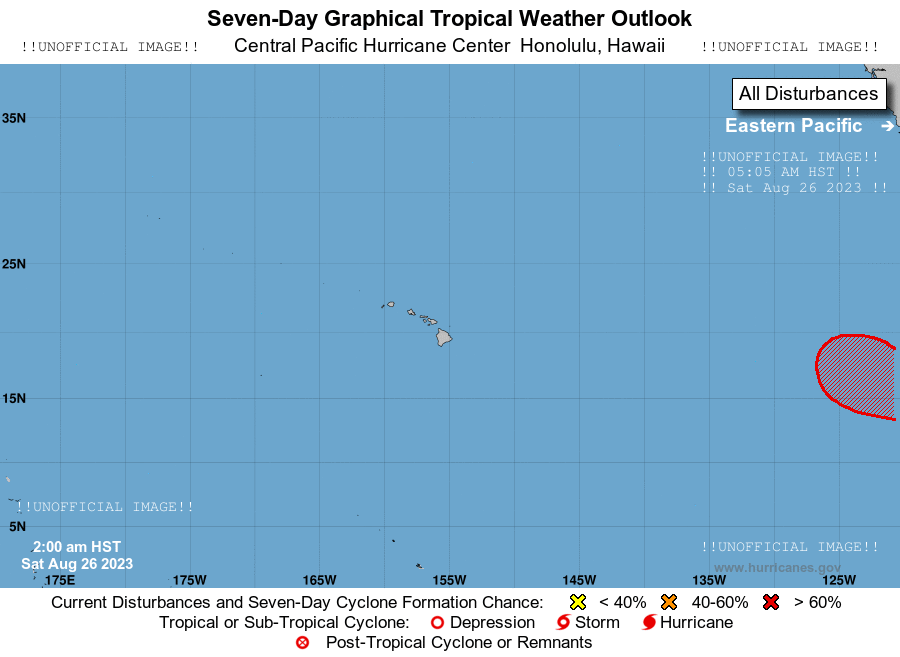 Seven-Day Graphical Tropical Weather Outlook
!!UNOFFICIAL IMAGE!! Central Pacific Hurricane Center Honolulu, Hawaii !!UNOFFICIAL IMAGE!!
All Disturbances
35N
Eastern Pacific
!!UNOFFICIAL IMAGE!!
!! 05:05 AM HST !!
!! Sat Aug 26 2023 !!
25N
15N
!!UNOFFICIAL IMAGE!!
5N
2:00 am HST
!!UNOFFICIAL IMAGE!!
Sat Aug 26 2023
www.hurricanes.gov
175E 175W 165W 155W 145W 135W 125W
Current Disturbances and Seven-Day Cyclone Formation Chance: < 40% 40-60% > 60%
Tropical or Sub-Tropical Cyclone: Depression Storm Hurricane
Post-Tropical Cyclone or Remnants